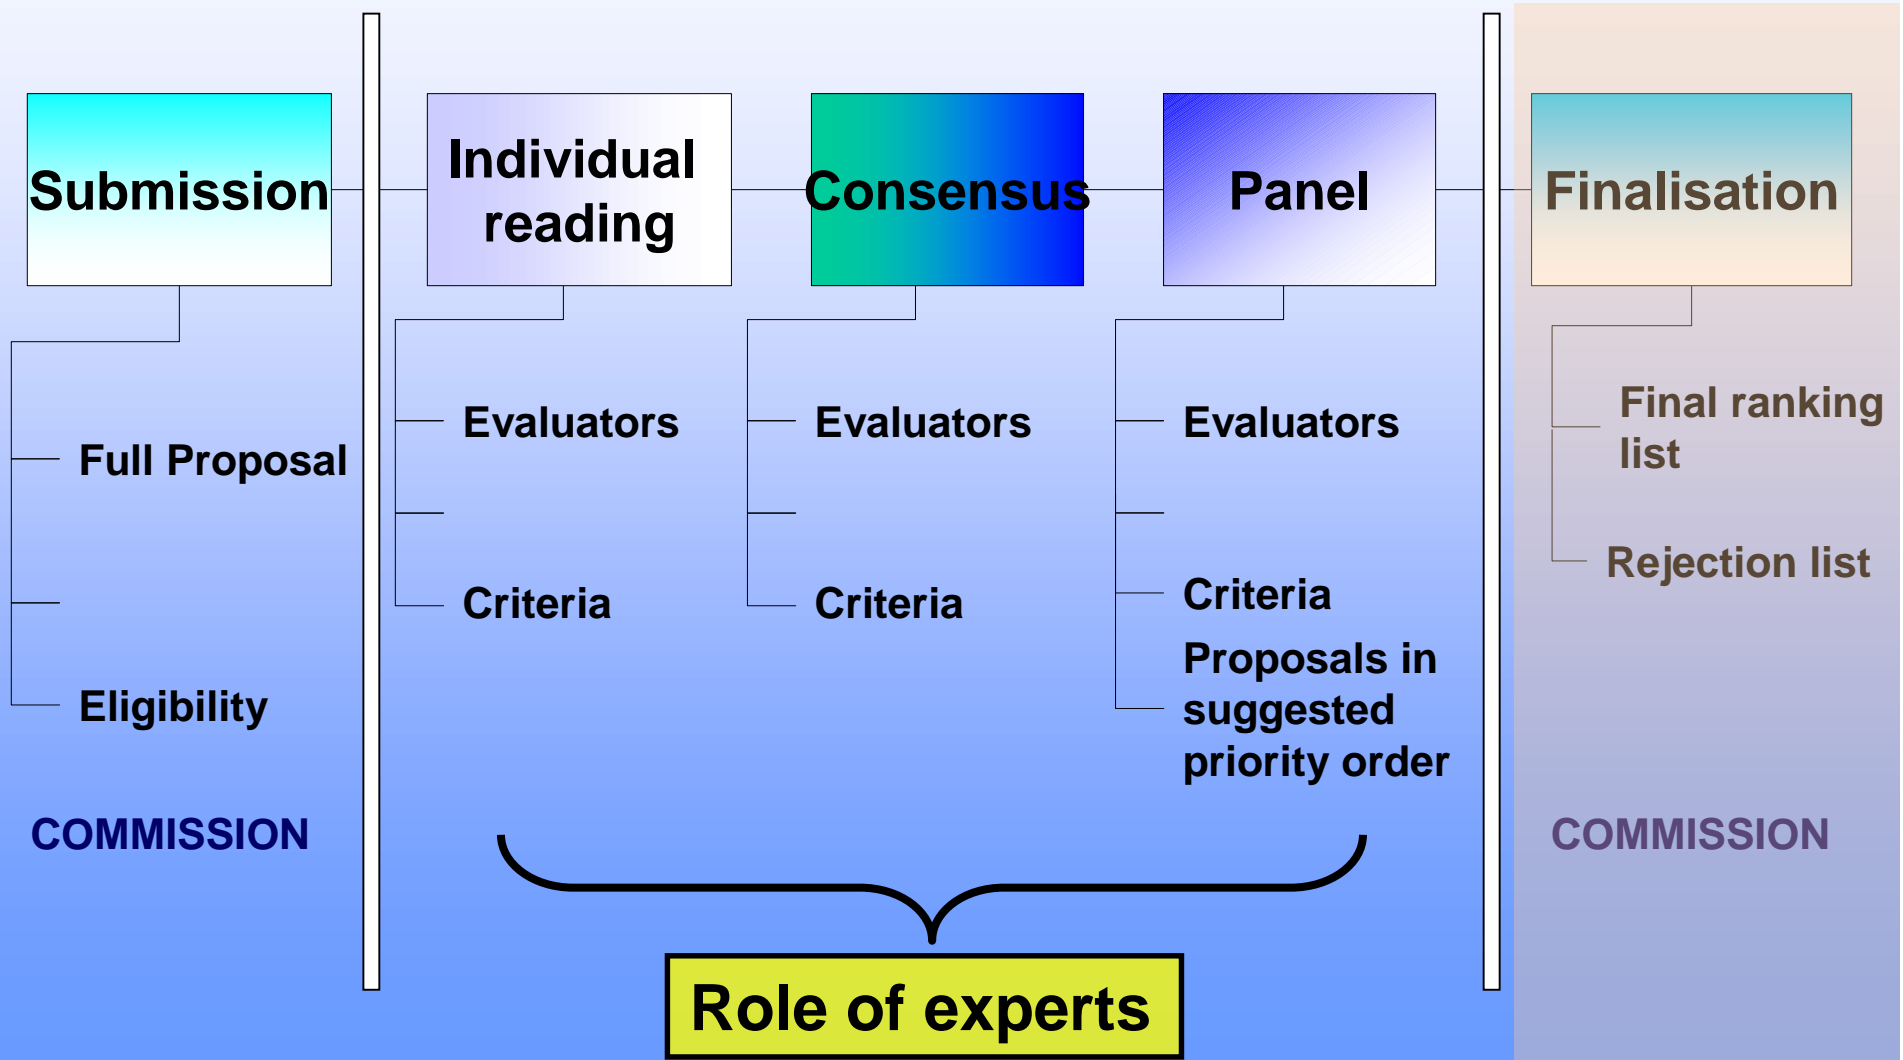 Submission
Full Proposal
Eligibility
COMMISSION
Individual
reading
Evaluators
Criteria
Consensus
Evaluators
Criteria
Panel
Evaluators
Criteria
Proposals in
suggested
priority order
Role of experts
Finalisation
Final ranking
list
Rejection list
COMMISSION